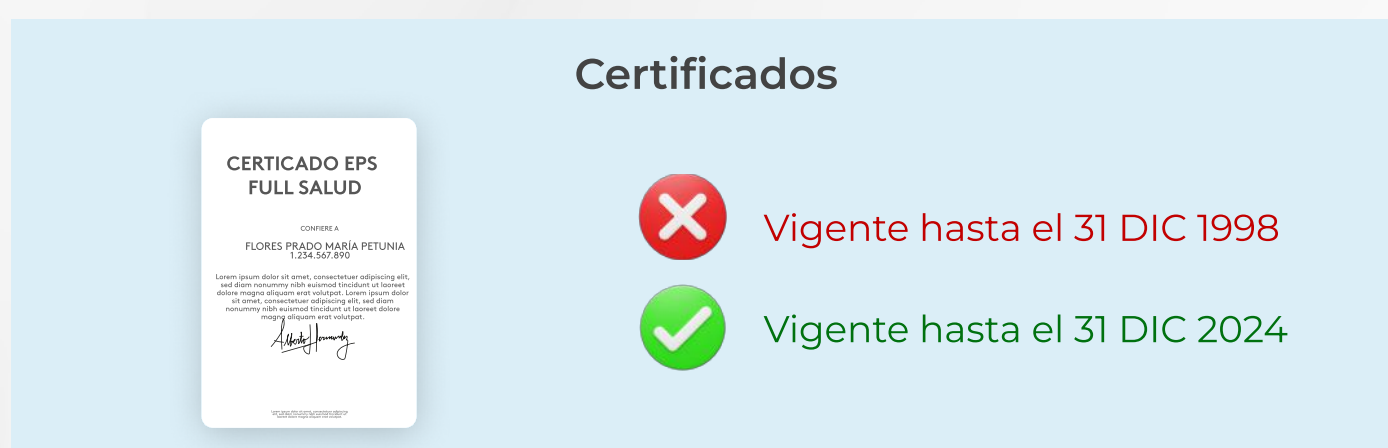 Certificados
CERTICADO EPS
FULL SALUD
CONFIERE A
FLORES PRADO MARÍA PETUNIA
1.234.567.890
Lorem ipsum dolor sit amet, consectetuer adipiscing elit,
sed diam nonummy nibh euismod tincidunt ut laoreet
dolore magna aliquam erat volutpat. Lorem ipsum dolor
sit amet, consectetuer adipiscing elit, sed diam
nonummy nibh euismod tincidunt ut laoreet dolore
magna aliquam erat volutpat.
Alberto Hernandez
Vigente hasta el 31 DIC 1998
Vigente hasta el 31 DIC 2024